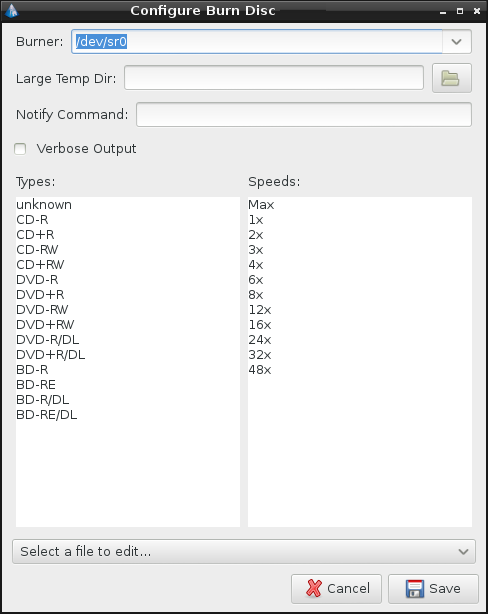 Configure Burn Disc
Burner: /dev/sr0
Large Temp Dir:
Notify Command:
Verbose Output
Types:
unknown
CD-R
CD+R
CD-RW
CD+RW
DVD-R
DVD+R
DVD-RW
DVD+RW
DVD-R/DL
DVD+R/DL
BD-R
BD-RE
BD-R/DL
BD-RE/DL
Speeds:
Max
1x
2x
3x
4x
6x
8x
12x
16x
24x
32x
48x
Select a file to edit...
Cancel
Save